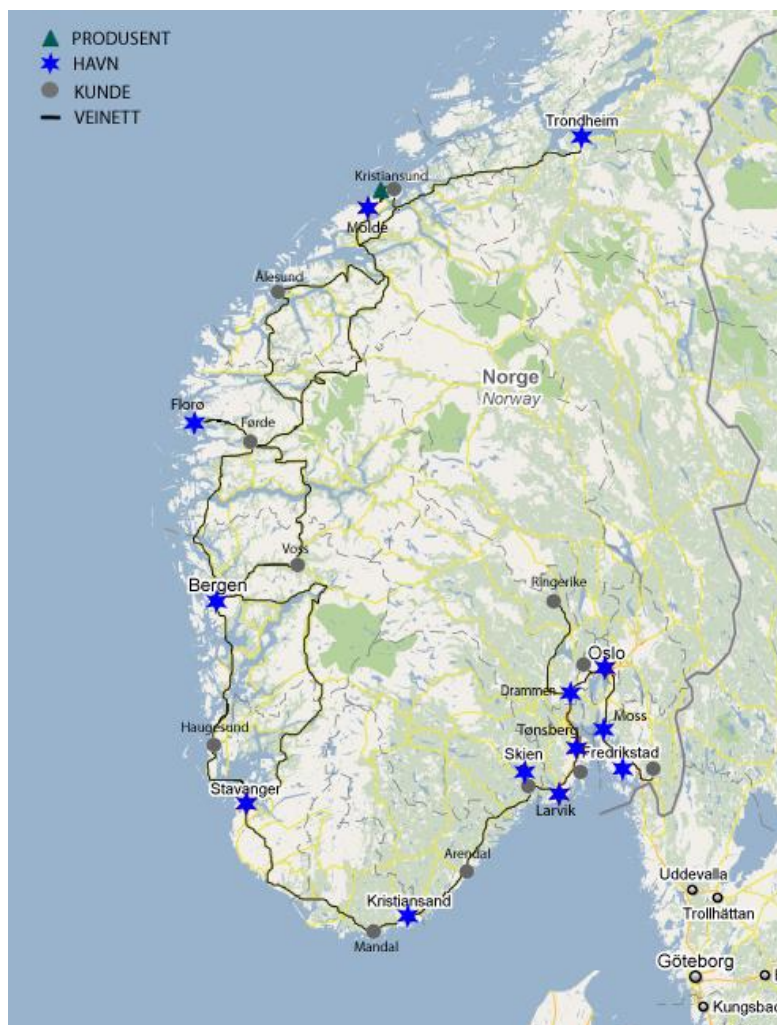 PRODUSENT
HAVN
KUNDE
VEINETT
Trondheim
Kristiansund
Molde
Ålesund
Norge
Norway
Florø
Førde
Voss
Bergen
Ringerike
Oslo
Drammen
Moss
Haugesund
Tønsberg
Skien
Fredrikstad
Stavanger
Larvik
Arendal
Uddevalla
Trollhättan
Kristiansand
Mandal
Göteborg
Kungsbac